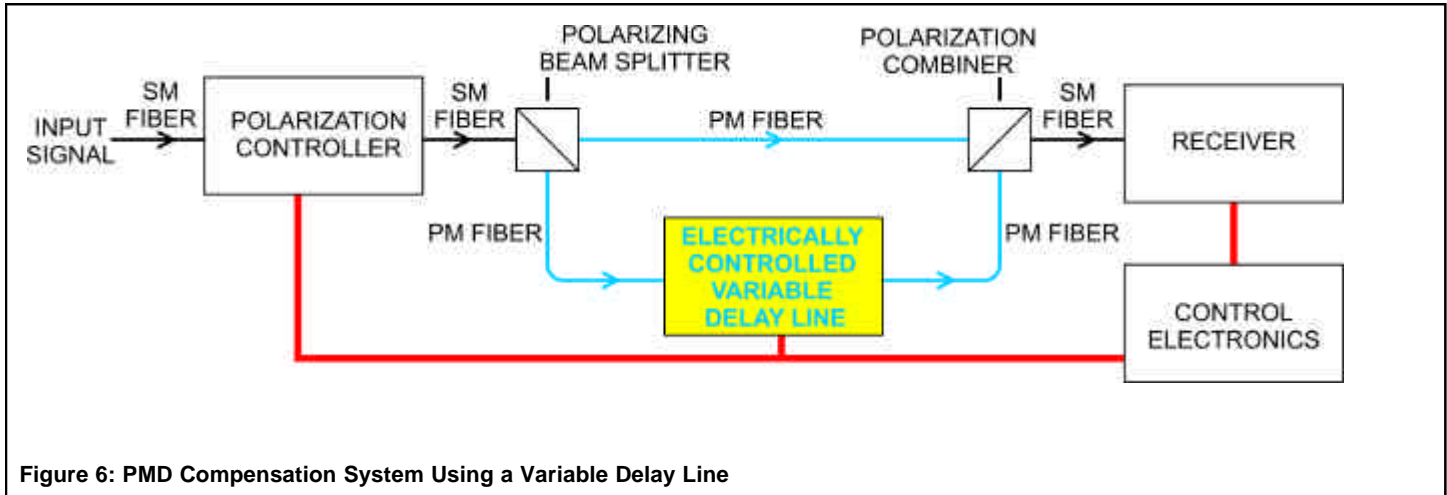 POLARIZING
BEAM SPLITTER
POLARIZATION
COMBINER
SM
FIBER
INPUT
SIGNAL
POLARIZATION
CONTROLLER
SM
FIBER
PM FIBER
SM
FIBER
RECEIVER
PM FIBER
ELECTRICALLY
CONTROLLED
VARIABLE
DELAY LINE
PM FIBER
CONTROL
ELECTRONICS
Figure 6: PMD Compensation System Using a Variable Delay Line